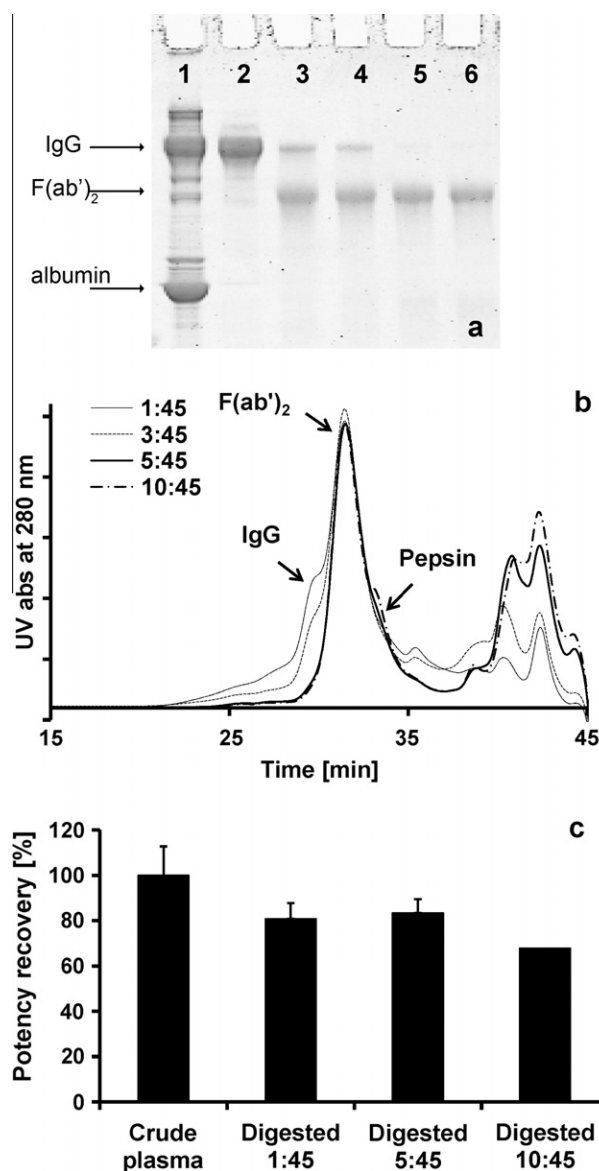 1 2 3 4 5 6
IgG
F(ab')2
albumin
a
b
1:45
3:45
5:45
10:45
F(ab')2
IgG
Pepsin
UV abs at 280 nm
15 25 35 45
Time [min]
c
Potency recovery [%]
120
100
80
60
40
20
0
Crude plasma
Digested 1:45
Digested 5:45
Digested 10:45